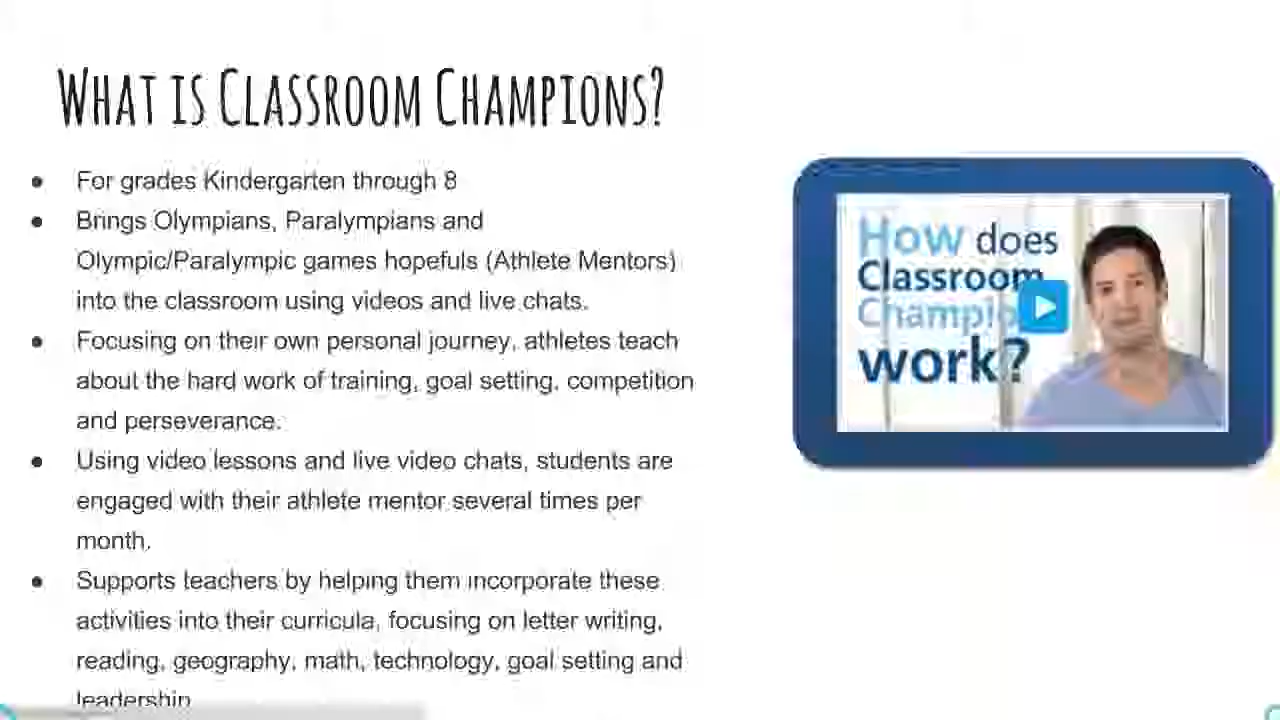 What is Classroom Champions?
● For grades Kindergarten through 8
● Brings Olympians, Paralympians and
Olympic/Paralympic games hopefuls (Athlete Mentors)
into the classroom using videos and live chats.
● Focusing on their own personal journey, athletes teach
about the hard work of training, goal setting, competition
and perseverance.
● Using video lessons and live video chats, students are
engaged with their athlete mentor several times per
month.
● Supports teachers by helping them incorporate these
activities into their curricula, focusing on letter writing,
reading, geography, math, technology, goal setting and
leadership
How does
Classroom
Champio
work?